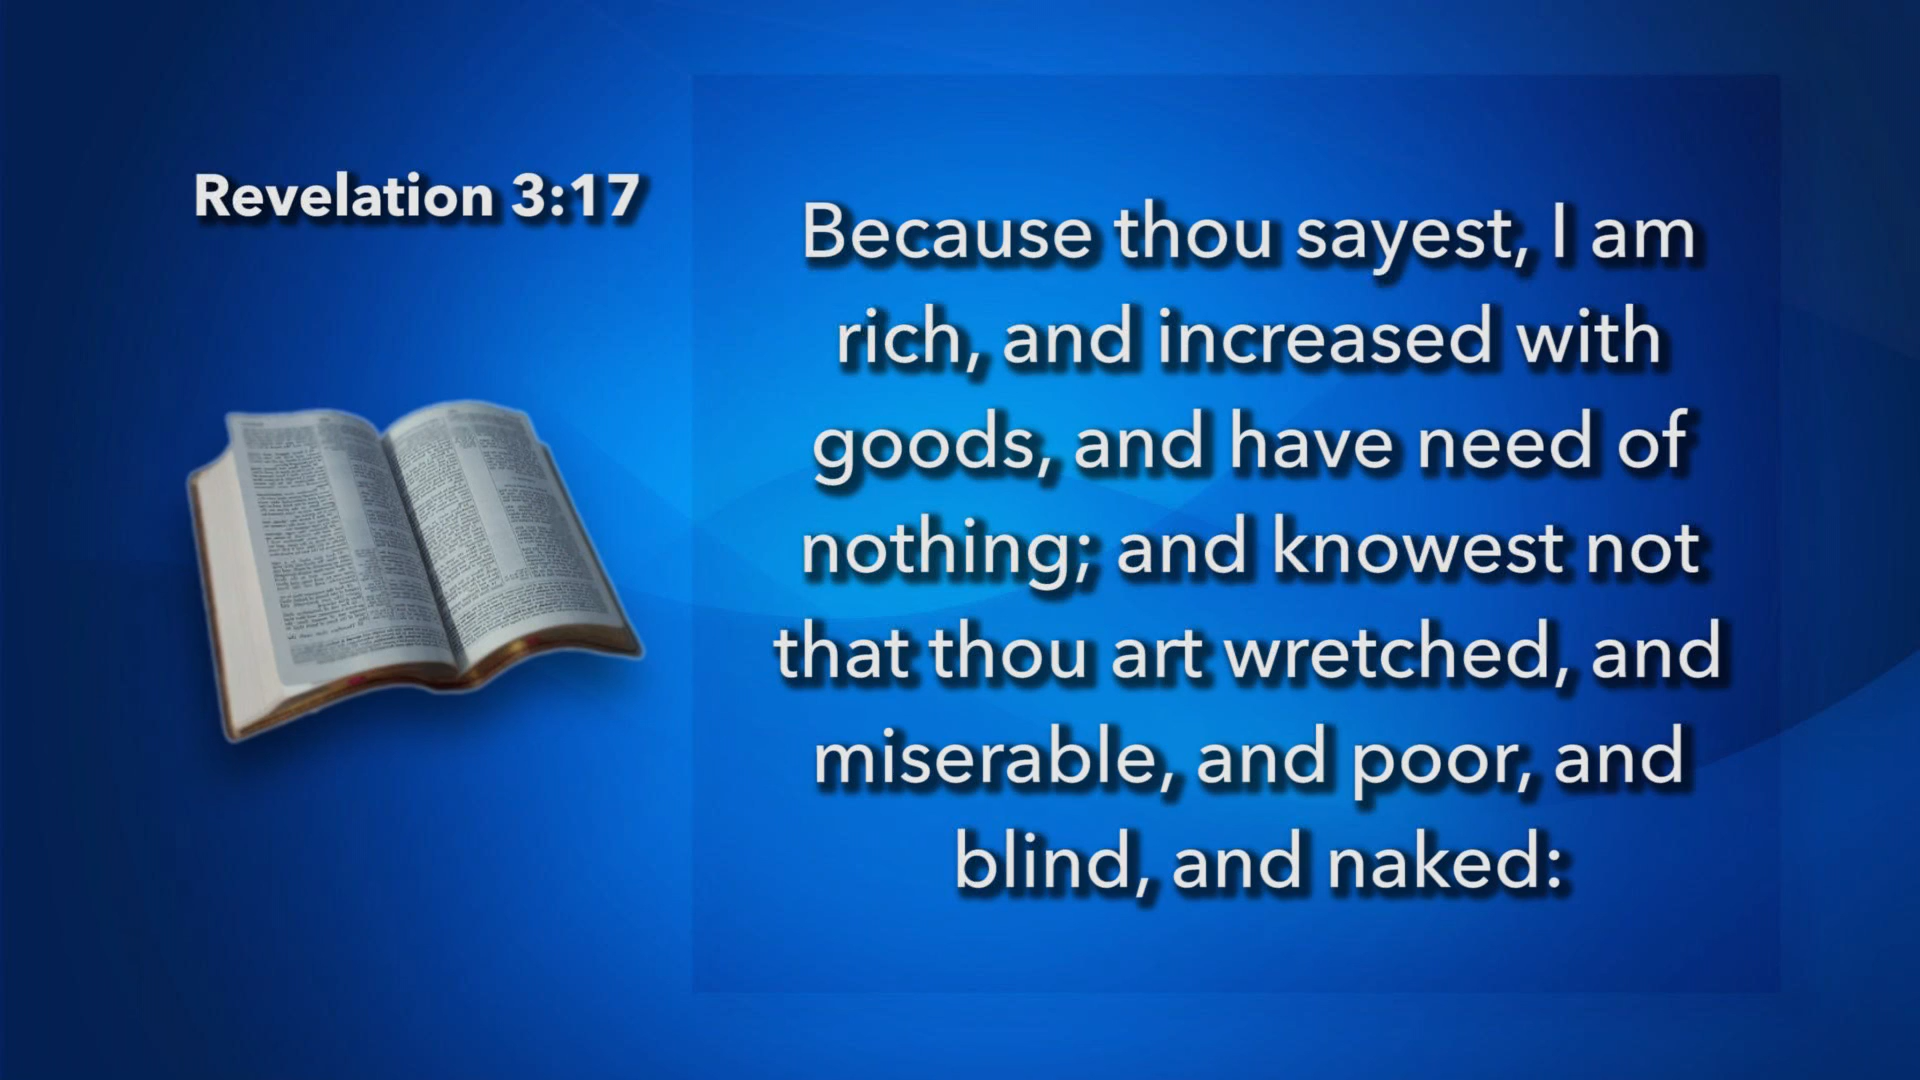 Revelation 3:17
Because thou sayest, I am
rich, and increased with
goods, and have need of
nothing; and knowest not
that thou art wretched, and
miserable, and poor, and
blind, and naked: